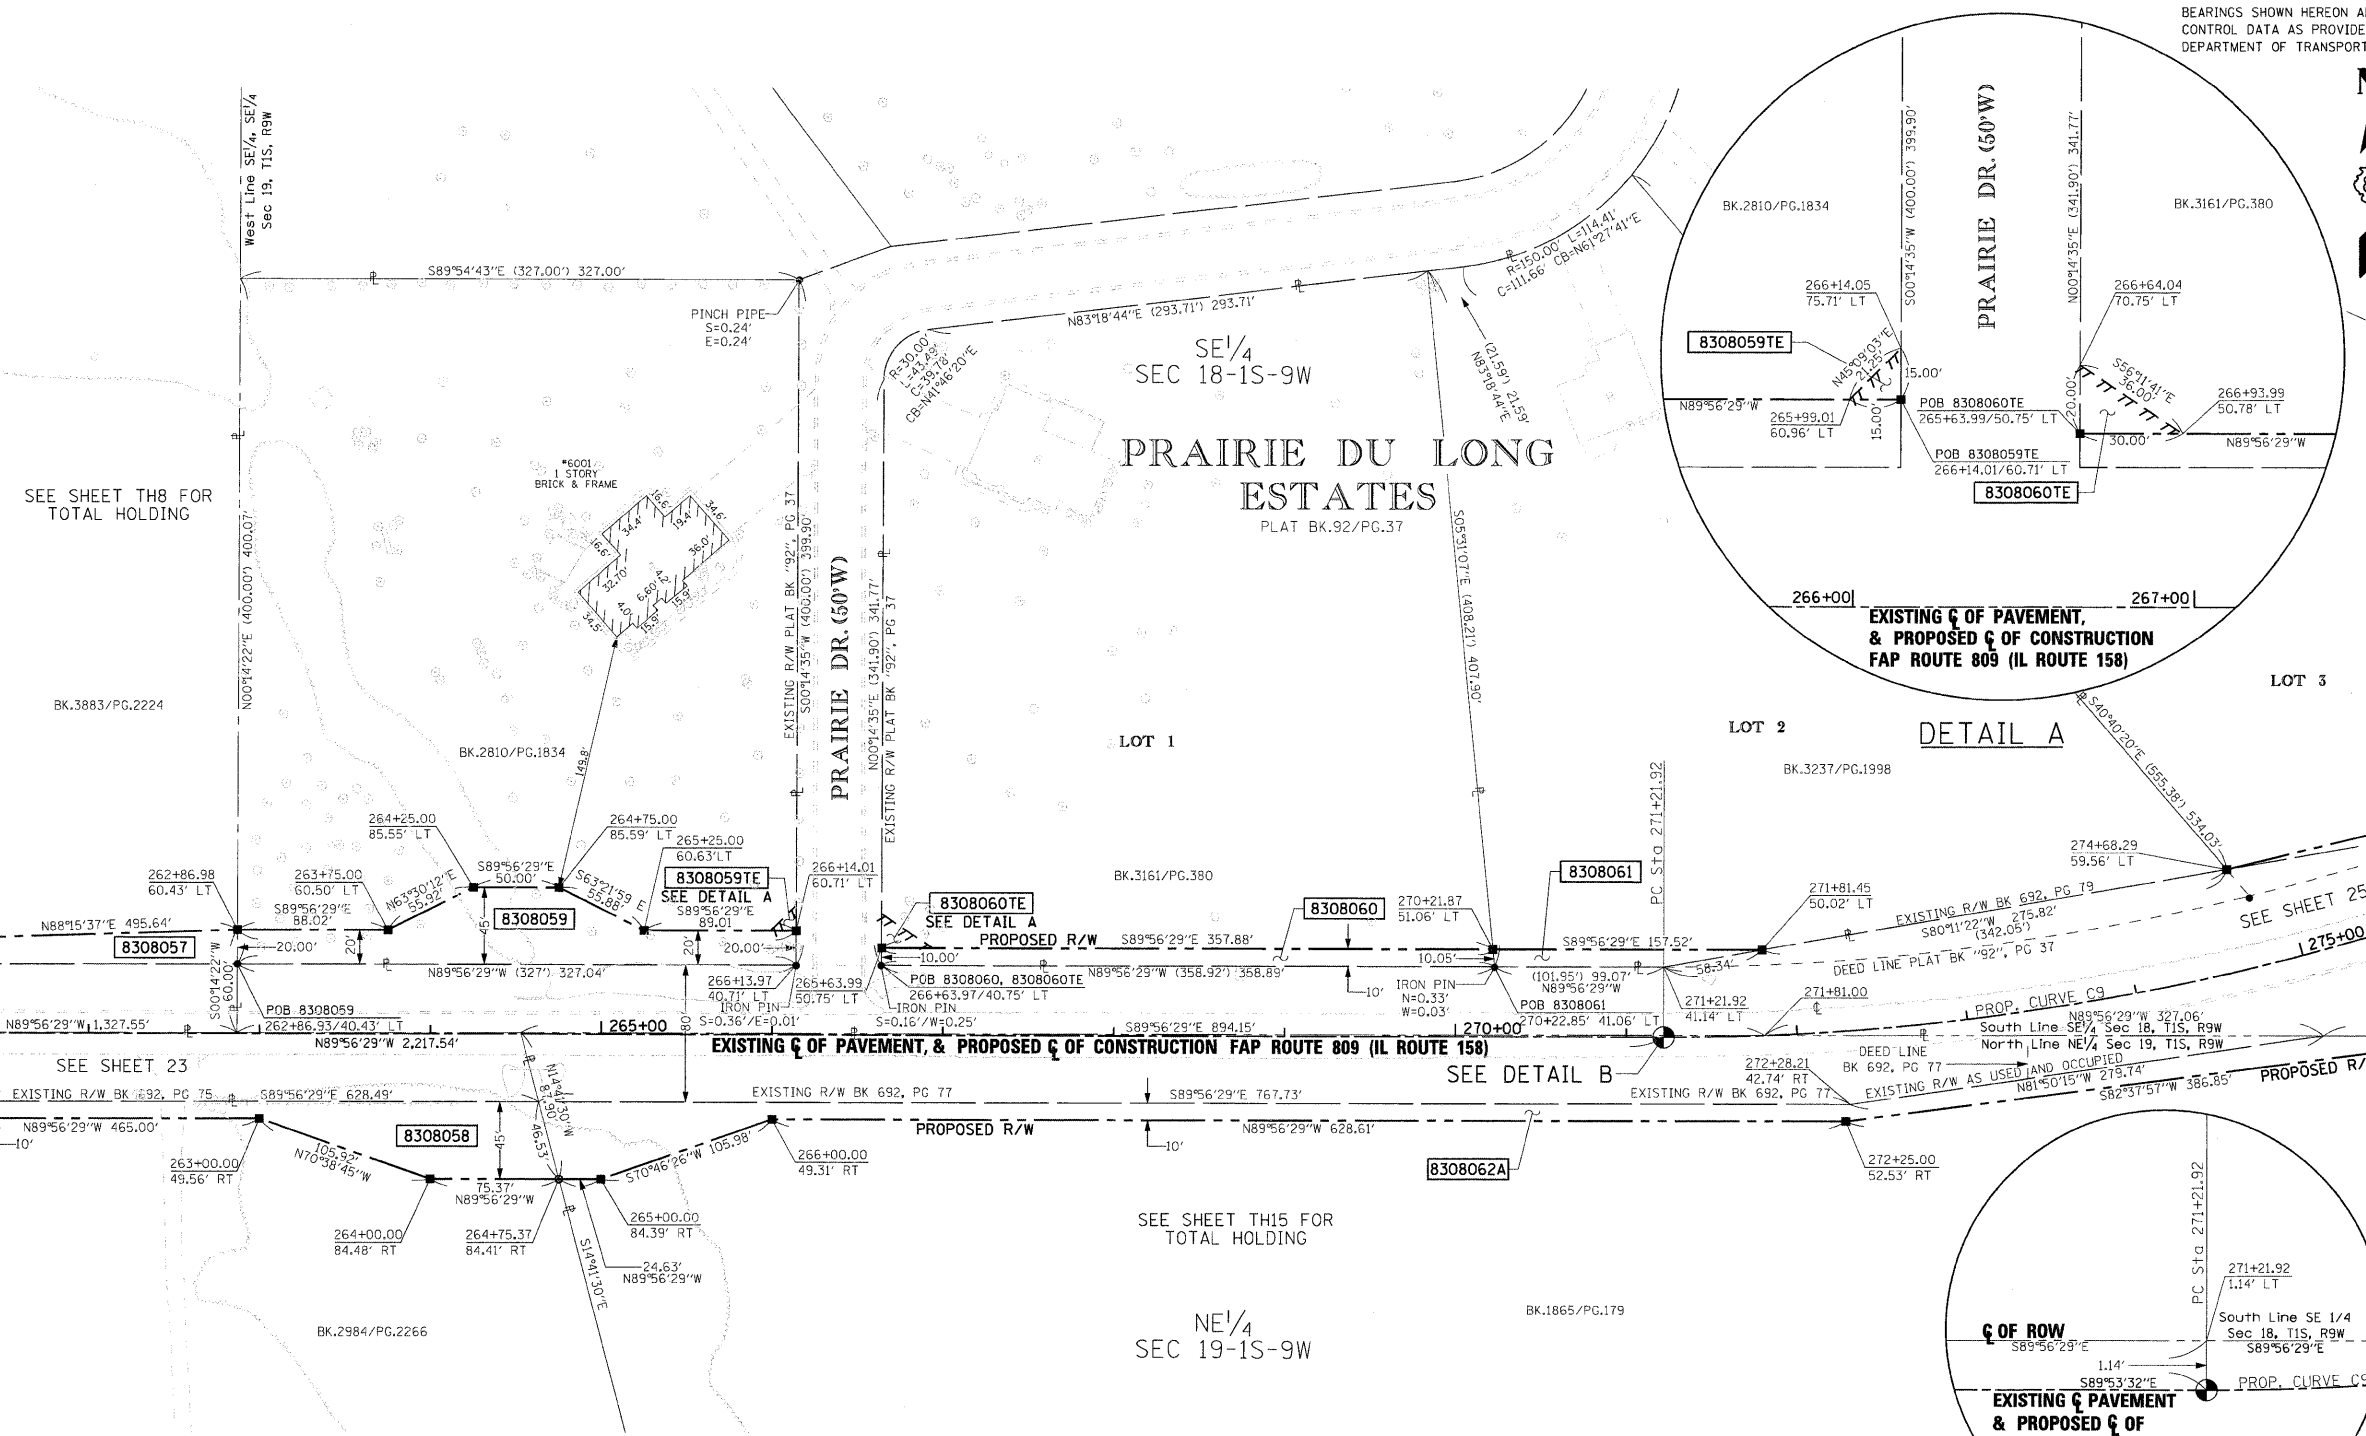 BEARINGS SHOWN HEREON
CONTROL DATA AS PROVIDE
DEPARTMENT OF TRANSPORT
West Line SE1/4, SE1/4
Sec 19, T1S, R9W
S89°54'43"E (327.00') 327.00'
PINCH PIPE
S=0.24'
E=0.24'
R=30.00'
L=43.49'
C=39.78'
CB=N41°46'20"E
N83°18'44"E (293.71') 293.71'
R=150.00' L=114.41'
C=111.66' CB=N61°27'41"E
(21.59') 21.59'
N83°18'44"E
SE1/4
SEC 18-1S-9W
PRAIRIE DU LONG
ESTATES
PLAT BK.92/PG.37
SEE SHEET TH8 FOR
TOTAL HOLDING
N00°14'22"E (400.00') 400.07'
*6001
1 STORY
BRICK & FRAME
16.6'
34.4'
19.4'
34.6'
16.6'
36.0'
32.70'
4.2'
6.60'
15.9'
4.0'
15.9'
34.5'
149.8'
EXISTING R/W PLAT BK "92", PG 37
S00°14'35"W (400.00') 399.90'
PRAIRIE DR. (50'W)
N00°14'35"E (341.90') 341.77'
EXISTING R/W PLAT BK "92", PG 37
S05°31'07"E (408.21') 407.90'
BK.3883/PG.2224
BK.2810/PG.1834
LOT 1
LOT 2
LOT 3
BK.3161/PG.380
BK.3237/PG.1998
PC Sta 271+21.92
S40°40'20"E (555.38') 534.03'
BK.2810/PG.1834
S00°14'35"W (400.00') 399.90'
PRAIRIE DR. (50'W)
N00°14'35"E (341.90') 341.77'
BK.3161/PG.380
266+14.05
75.71' LT
266+64.04
70.75' LT
8308059TE
N45°09'03"E
21.25'
15.00'
N89°56'29"W
265+99.01
60.96' LT
15.00'
POB 8308060TE
265+63.99/50.75' LT
S56°11'41"E
36.00'
20.00'
30.00'
266+93.99
50.78' LT
N89°56'29"W
POB 8308059TE
266+14.01/60.71' LT
8308060TE
266+00
267+00
EXISTING ℄ OF PAVEMENT,
& PROPOSED ℄ OF CONSTRUCTION
FAP ROUTE 809 (IL ROUTE 158)
DETAIL A
262+86.98
60.43' LT
263+75.00
60.50' LT
264+25.00
85.55' LT
264+75.00
85.59' LT
265+25.00
60.63' LT
8308059TE
SEE DETAIL A
266+14.01
60.71' LT
N88°15'37"E 495.64'
8308057
S89°56'29"E
88.02'
N63°30'12"E
55.92'
S89°56'29"E
50.00'
S63°21'59 E
55.88'
S89°56'29"E
89.01
8308059
45'
20.00'
20'
20'
20.00'
N89°56'29"W (327') 327.04'
S00°14'22"W
60.00'
POB 8308059
262+86.93/40.43' LT
266+13.97
40.71' LT
IRON PIN
S=0.36'/E=0.01'
265+63.99
50.75' LT
8308060TE
SEE DETAIL A
PROPOSED R/W
S89°56'29"E 357.88'
8308060
270+21.87
51.06' LT
8308061
S89°56'29"E 157.52'
271+81.45
50.02' LT
10.00'
POB 8308060, 8308060TE
266+63.97/40.75' LT
IRON PIN
S=0.16'/W=0.25'
N89°56'29"W (358.92') 358.89'
10'
10.05'
IRON PIN
N=0.33'
W=0.03'
(101.95') 99.07'
N89°56'29"W
58.34'
POB 8308061
270+22.85' 41.06' LT
271+21.92
41.14' LT
271+81.00
℄
EXISTING R/W BK 692, PG 79
S80°11'22"W 275.82'
(342.05')
DEED LINE PLAT BK "92", PG 37
274+68.29
59.56' LT
SEE SHEET 25
275+00
PROP. CURVE C9
N89°56'29"W 1,327.55'
N89°56'29"W 2,217.54'
265+00
80'
S89°56'29"E 894.15'
270+00
EXISTING ℄ OF PAVEMENT, & PROPOSED ℄ OF CONSTRUCTION FAP ROUTE 809 (IL ROUTE 158)
N89°56'29"W 327.06'
South Line SE1/4 Sec 18, T1S, R9W
North Line NE1/4 Sec 19, T1S, R9W
SEE SHEET 23
SEE DETAIL B
DEED LINE
BK 692, PG 77
272+28.21
42.74' RT
EXISTING R/W AS USED AND OCCUPIED
N81°50'15"W 279.74'
S82°37'57"W 386.85'
PROPOSED R/
EXISTING R/W BK 692, PG 75
S89°56'29"E 628.49'
N14°41'30"W
87.90'
46.53'
EXISTING R/W BK 692, PG 77
S89°56'29"E 767.73'
EXISTING R/W BK 692, PG 77
N89°56'29"W 465.00'
10'
8308058
45'
PROPOSED R/W
N89°56'29"W 628.61'
10'
8308062A
263+00.00
49.56' RT
105.92'
N70°38'45"W
75.37'
N89°56'29"W
S70°46'26"W 105.98'
266+00.00
49.31' RT
272+25.00
52.53' RT
264+00.00
84.48' RT
264+75.37
84.41' RT
265+00.00
84.39' RT
24.63'
N89°56'29"W
S14°41'30"E
SEE SHEET TH15 FOR
TOTAL HOLDING
NE1/4
SEC 19-1S-9W
BK.2984/PG.2266
BK.1865/PG.179
PC Sta 271+21.92
271+21.92
1.14' LT
South Line SE 1/4
Sec 18, T1S, R9W
S89°56'29"E
℄ OF ROW
S89°56'29"E
1.14'
S89°53'32"E
PROP. CURVE C9
EXISTING ℄ PAVEMENT
& PROPOSED ℄ OF